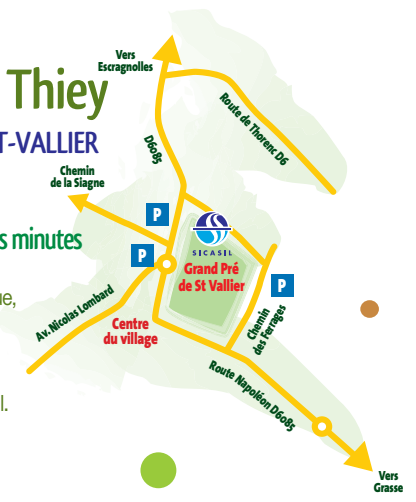 Thiey
T-VALLIER
s minutes
ue,
l.
Vers
Escragnolles
Route de Thorenc D6
D6085
Chemin
de la Siagne
P
P
SICASIL
Grand Pré
de St Vallier
P
Av. Nicolas Lombard
Centre
du village
Chemin
des Ferrages
Route Napoléon D6085
Vers
Grasse